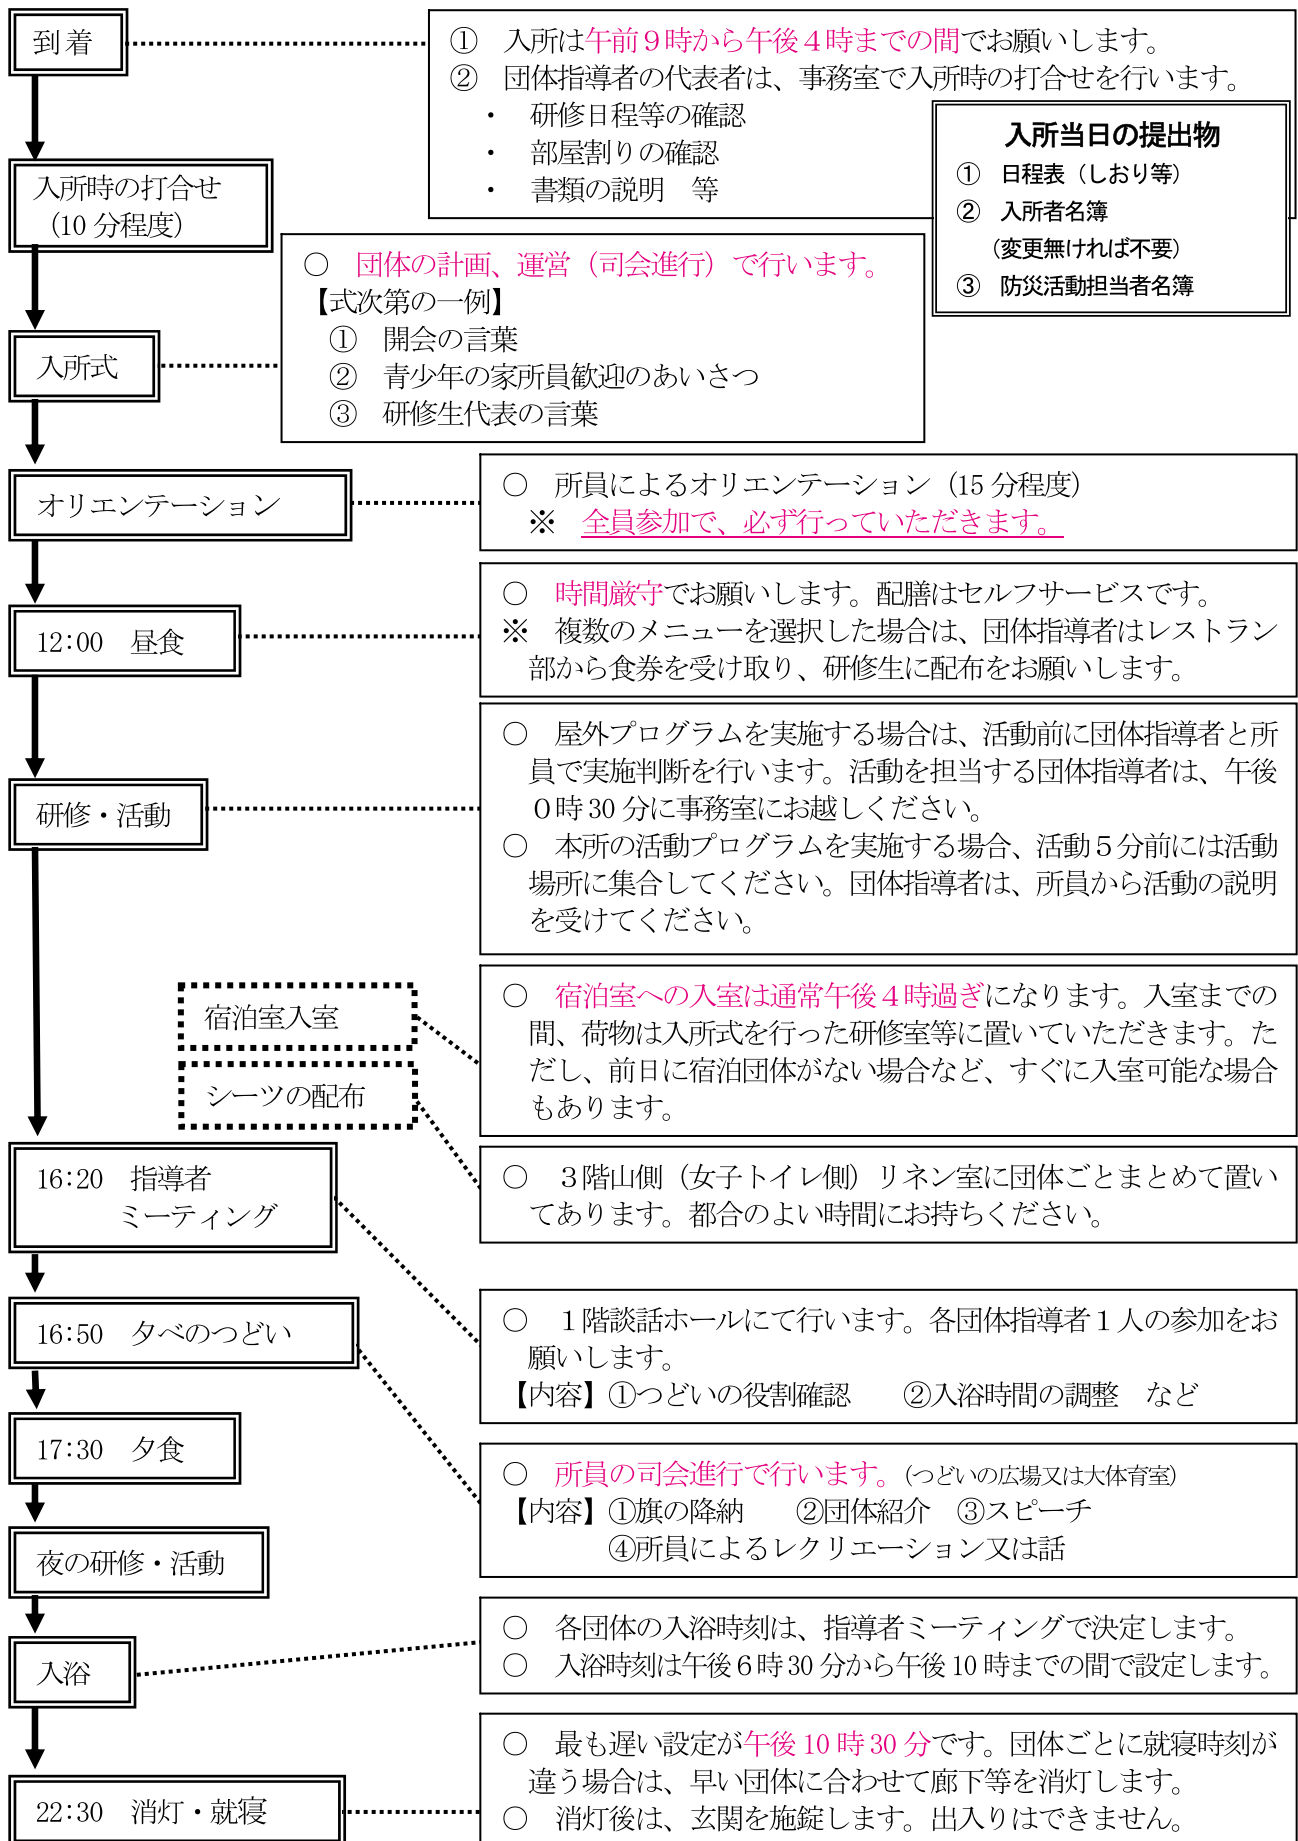 到着
① 入所は午前９時から午後４時までの間でお願いします。
② 団体指導者の代表者は、事務室で入所時の打合せを行います。
・ 研修日程等の確認
・ 部屋割りの確認
・ 書類の説明 等
入所当日の提出物
① 日程表（しおり等）
② 入所者名簿
（変更無ければ不要）
③ 防災活動担当者名簿
入所時の打合せ
（10 分程度）
○ 団体の計画、運営（司会進行）で行います。
【式次第の一例】
① 開会の言葉
② 青少年の家所員歓迎のあいさつ
③ 研修生代表の言葉
入所式
オリエンテーション
○ 所員によるオリエンテーション（15 分程度）
※ 全員参加で、必ず行っていただきます。
12:00 昼食
○ 時間厳守でお願いします。配膳はセルフサービスです。
※ 複数のメニューを選択した場合は、団体指導者はレストラン
部から食券を受け取り、研修生に配布をお願いします。
研修・活動
○ 屋外プログラムを実施する場合は、活動前に団体指導者と所
員で実施判断を行います。活動を担当する団体指導者は、午後
０時 30 分に事務室にお越しください。
○ 本所の活動プログラムを実施する場合、活動５分前には活動
場所に集合してください。団体指導者は、所員から活動の説明
を受けてください。
宿泊室入室
○ 宿泊室への入室は通常午後４時過ぎになります。入室までの
間、荷物は入所式を行った研修室等に置いていただきます。た
だし、前日に宿泊団体がない場合など、すぐに入室可能な場合
もあります。
シーツの配布
○ ３階山側（女子トイレ側）リネン室に団体ごとまとめて置い
てあります。都合のよい時間にお持ちください。
16:20 指導者
ミーティング
○ １階談話ホールにて行います。各団体指導者１人の参加をお
願いします。
【内容】①つどいの役割確認 ②入浴時間の調整 など
16:50 夕べのつどい
○ 所員の司会進行で行います。（つどいの広場又は大体育室）
【内容】①旗の降納 ②団体紹介 ③スピーチ
④所員によるレクリエーション又は話
17:30 夕食
夜の研修・活動
入浴
○ 各団体の入浴時刻は、指導者ミーティングで決定します。
○ 入浴時刻は午後６時 30 分から午後 10 時までの間で設定します。
22:30 消灯・就寝
○ 最も遅い設定が午後 10 時 30 分です。団体ごとに就寝時刻が
違う場合は、早い団体に合わせて廊下等を消灯します。
○ 消灯後は、玄関を施錠します。出入りはできません。